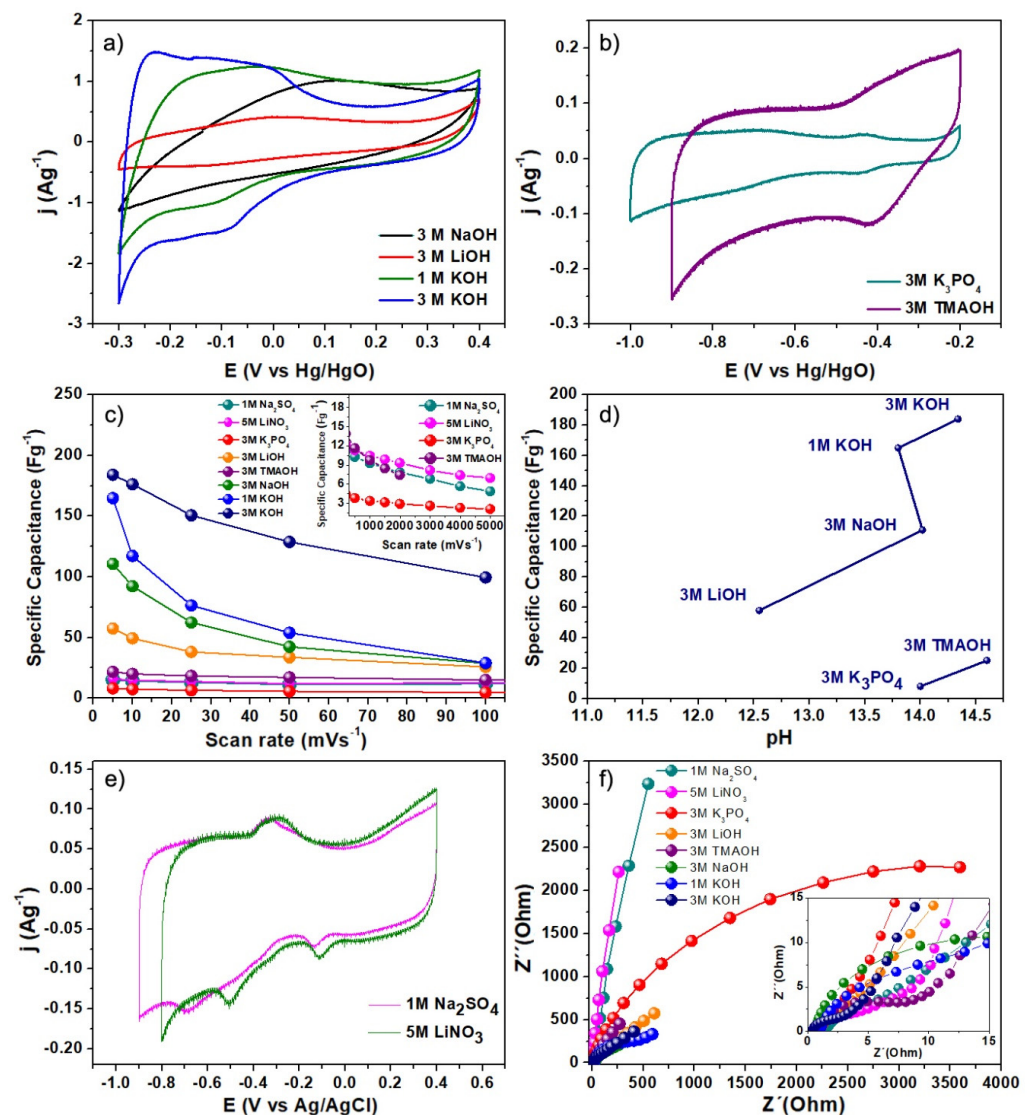 a)
2
1
0
-1
-2
-3
j (Ag⁻¹)
3 M NaOH
3 M LiOH
1 M KOH
3 M KOH
-0.3 -0.2 -0.1 0.0 0.1 0.2 0.3 0.4
E (V vs Hg/HgO)
b)
0.2
0.1
0.0
-0.1
-0.2
-0.3
j (Ag⁻¹)
3M K₃PO₄
3M TMAOH
-1.0 -0.8 -0.6 -0.4 -0.2
E (V vs Hg/HgO)
c)
250
200
150
100
50
0
Specific Capacitance (Fg⁻¹)
1M Na₂SO₄
5M LiNO₃
3M K₃PO₄
3M LiOH
3M TMAOH
3M NaOH
1M KOH
3M KOH
0 10 20 30 40 50 60 70 80 90 100
Scan rate (mVs⁻¹)
18
15
12
9
6
3
Specific Capacitance (Fg⁻¹)
1M Na₂SO₄
5M LiNO₃
3M K₃PO₄
3M TMAOH
1000 2000 3000 4000 5000
Scan rate (mVs⁻¹)
d)
200
180
160
140
120
100
80
60
40
20
0
Specific Capacitance (Fg⁻¹)
3M KOH
1M KOH
3M NaOH
3M LiOH
3M TMAOH
3M K₃PO₄
11.0 11.5 12.0 12.5 13.0 13.5 14.0 14.5
pH
e)
0.15
0.10
0.05
0.00
-0.05
-0.10
-0.15
-0.20
j (Ag⁻¹)
1M Na₂SO₄
5M LiNO₃
-1.0 -0.8 -0.6 -0.4 -0.2 0.0 0.2 0.4 0.6
E (V vs Ag/AgCl)
f)
3500
3000
2500
2000
1500
1000
500
0
Z´´(Ohm)
1M Na₂SO₄
5M LiNO₃
3M K₃PO₄
3M LiOH
3M TMAOH
3M NaOH
1M KOH
3M KOH
0 500 1000 1500 2000 2500 3000 3500 4000
Z´(Ohm)
15
10
5
0
Z´´(Ohm)
0 5 10 15
Z´(Ohm)